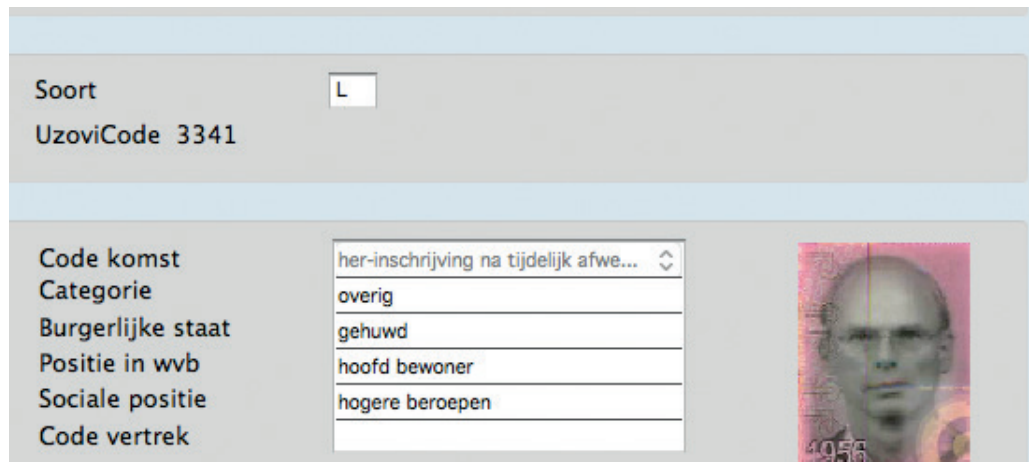 Soort L
UzoviCode 3341
Code komst her-inschrijving na tijdelijk afwe...
Categorie overig
Burgerlijke staat gehuwd
Positie in wvb hoofd bewoner
Sociale positie hogere beroepen
Code vertrek
1956